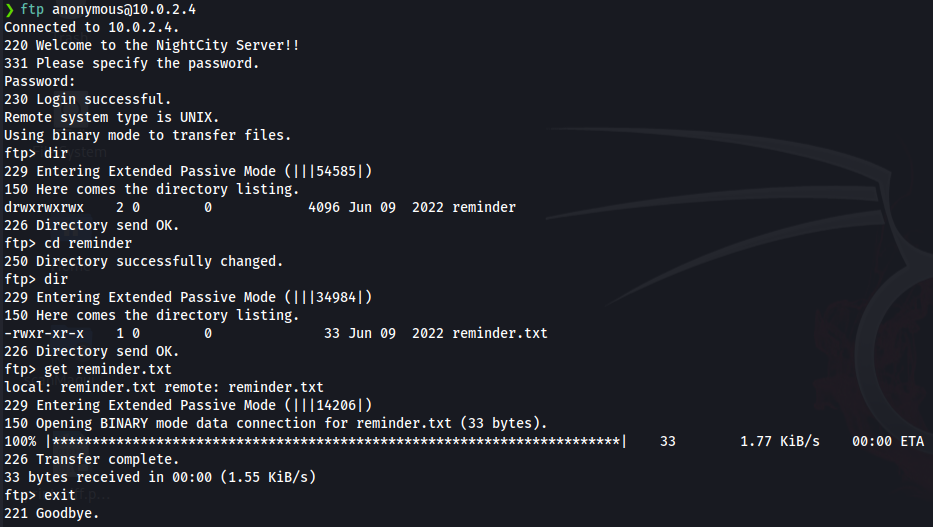 ❯ ftp anonymous@10.0.2.4
Connected to 10.0.2.4.
220 Welcome to the NightCity Server!!
331 Please specify the password.
Password:
230 Login successful.
Remote system type is UNIX.
Using binary mode to transfer files.
ftp> dir
229 Entering Extended Passive Mode (|||54585|)
150 Here comes the directory listing.
drwxrwxrwx    2 0        0            4096 Jun 09  2022 reminder
226 Directory send OK.
ftp> cd reminder
250 Directory successfully changed.
ftp> dir
229 Entering Extended Passive Mode (|||34984|)
150 Here comes the directory listing.
-rwxr-xr-x    1 0        0              33 Jun 09  2022 reminder.txt
226 Directory send OK.
ftp> get reminder.txt
local: reminder.txt remote: reminder.txt
229 Entering Extended Passive Mode (|||14206|)
150 Opening BINARY mode data connection for reminder.txt (33 bytes).
100% |***********************************************************************|    33        1.77 KiB/s    00:00 ETA
226 Transfer complete.
33 bytes received in 00:00 (1.55 KiB/s)
ftp> exit
221 Goodbye.